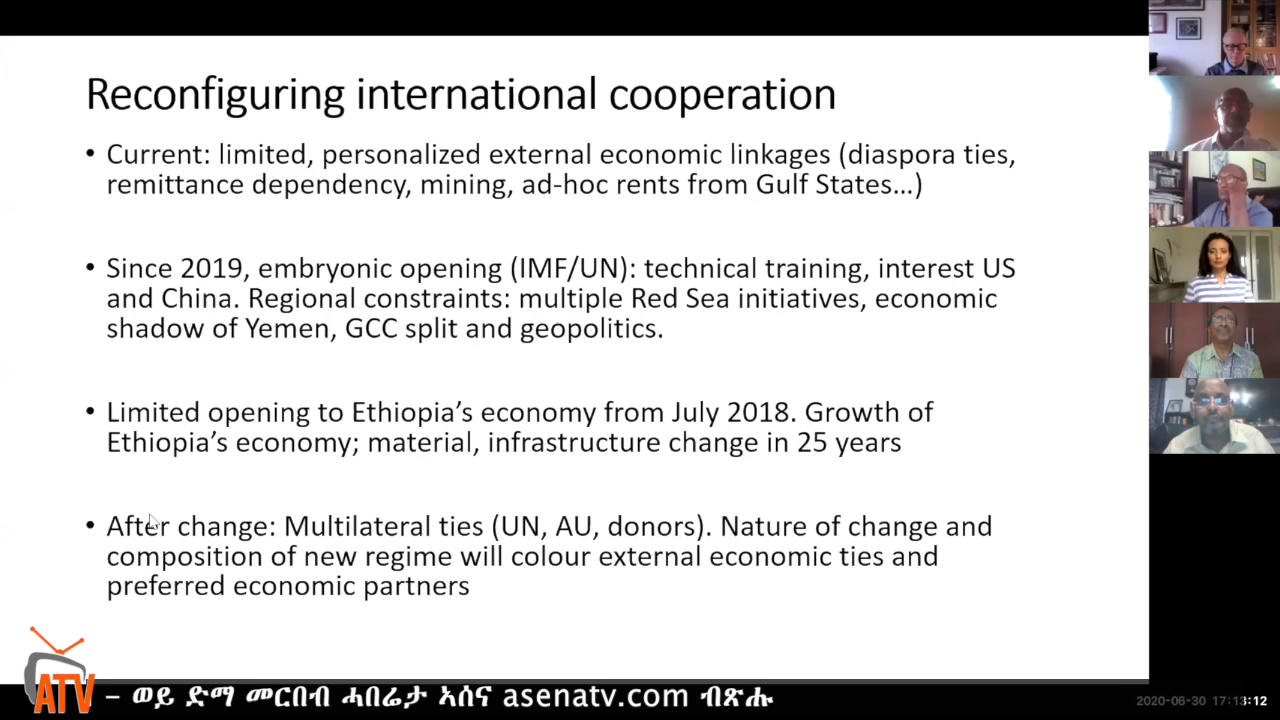 Reconfiguring international cooperation
• Current: limited, personalized external economic linkages (diaspora ties,
remittance dependency, mining, ad-hoc rents from Gulf States…)
• Since 2019, embryonic opening (IMF/UN): technical training, interest US
and China. Regional constraints: multiple Red Sea initiatives, economic
shadow of Yemen, GCC split and geopolitics.
• Limited opening to Ethiopia’s economy from July 2018. Growth of
Ethiopia’s economy; material, infrastructure change in 25 years
• After change: Multilateral ties (UN, AU, donors). Nature of change and
composition of new regime will colour external economic ties and
preferred economic partners
ATV – ወይ ድማ መርበብ ሓበሬታ ኣሰና asenatv.com ብጽሑ
2020-06-30